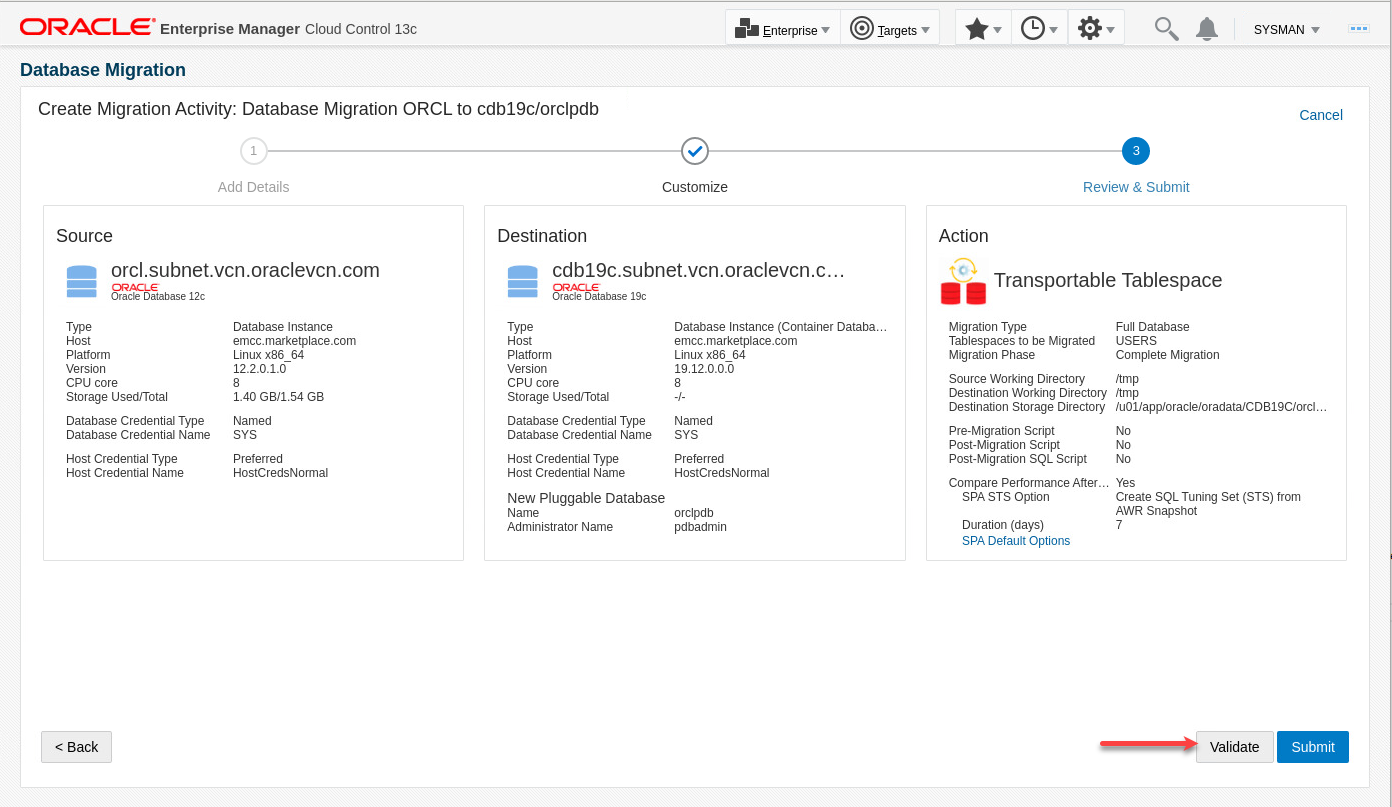 ORACLE Enterprise Manager Cloud Control 13c
Enterprise
Targets
SYSMAN
Database Migration
Create Migration Activity: Database Migration ORCL to cdb19c/orclpdb
Cancel
1
3
Add Details
Customize
Review & Submit
Source
orcl.subnet.vcn.oraclevcn.com
ORACLE
Oracle Database 12c
Type Database Instance
Host emcc.marketplace.com
Platform Linux x86_64
Version 12.2.0.1.0
CPU core 8
Storage Used/Total 1.40 GB/1.54 GB
Database Credential Type Named
Database Credential Name SYS
Host Credential Type Preferred
Host Credential Name HostCredsNormal
Destination
cdb19c.subnet.vcn.oraclevcn.c…
ORACLE
Oracle Database 19c
Type Database Instance (Container Databa…
Host emcc.marketplace.com
Platform Linux x86_64
Version 19.12.0.0.0
CPU core 8
Storage Used/Total -/-
Database Credential Type Named
Database Credential Name SYS
Host Credential Type Preferred
Host Credential Name HostCredsNormal
New Pluggable Database
Name orclpdb
Administrator Name pdbadmin
Action
Transportable Tablespace
Migration Type Full Database
Tablespaces to be Migrated USERS
Migration Phase Complete Migration
Source Working Directory /tmp
Destination Working Directory /tmp
Destination Storage Directory /u01/app/oracle/oradata/CDB19C/orcl…
Pre-Migration Script No
Post-Migration Script No
Post-Migration SQL Script No
Compare Performance After… Yes
SPA STS Option Create SQL Tuning Set (STS) from
AWR Snapshot
Duration (days) 7
SPA Default Options
< Back
Validate
Submit